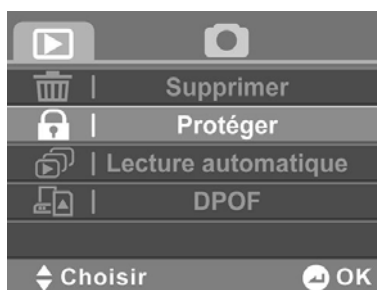 Supprimer
Protéger
Lecture automatique
DPOF
Choisir OK